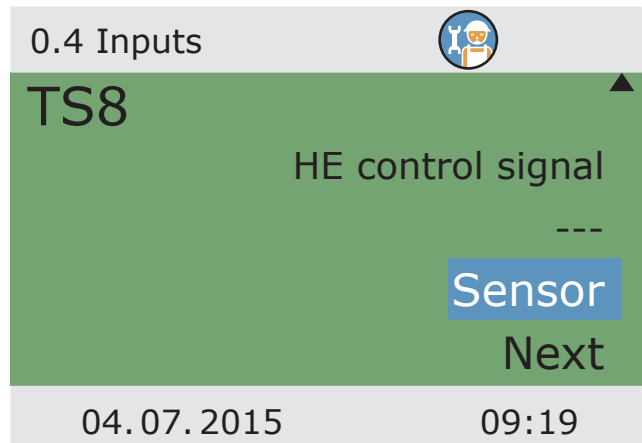 0.4 Inputs
TS8
HE control signal
---
Sensor
Next
04.07.2015 09:19